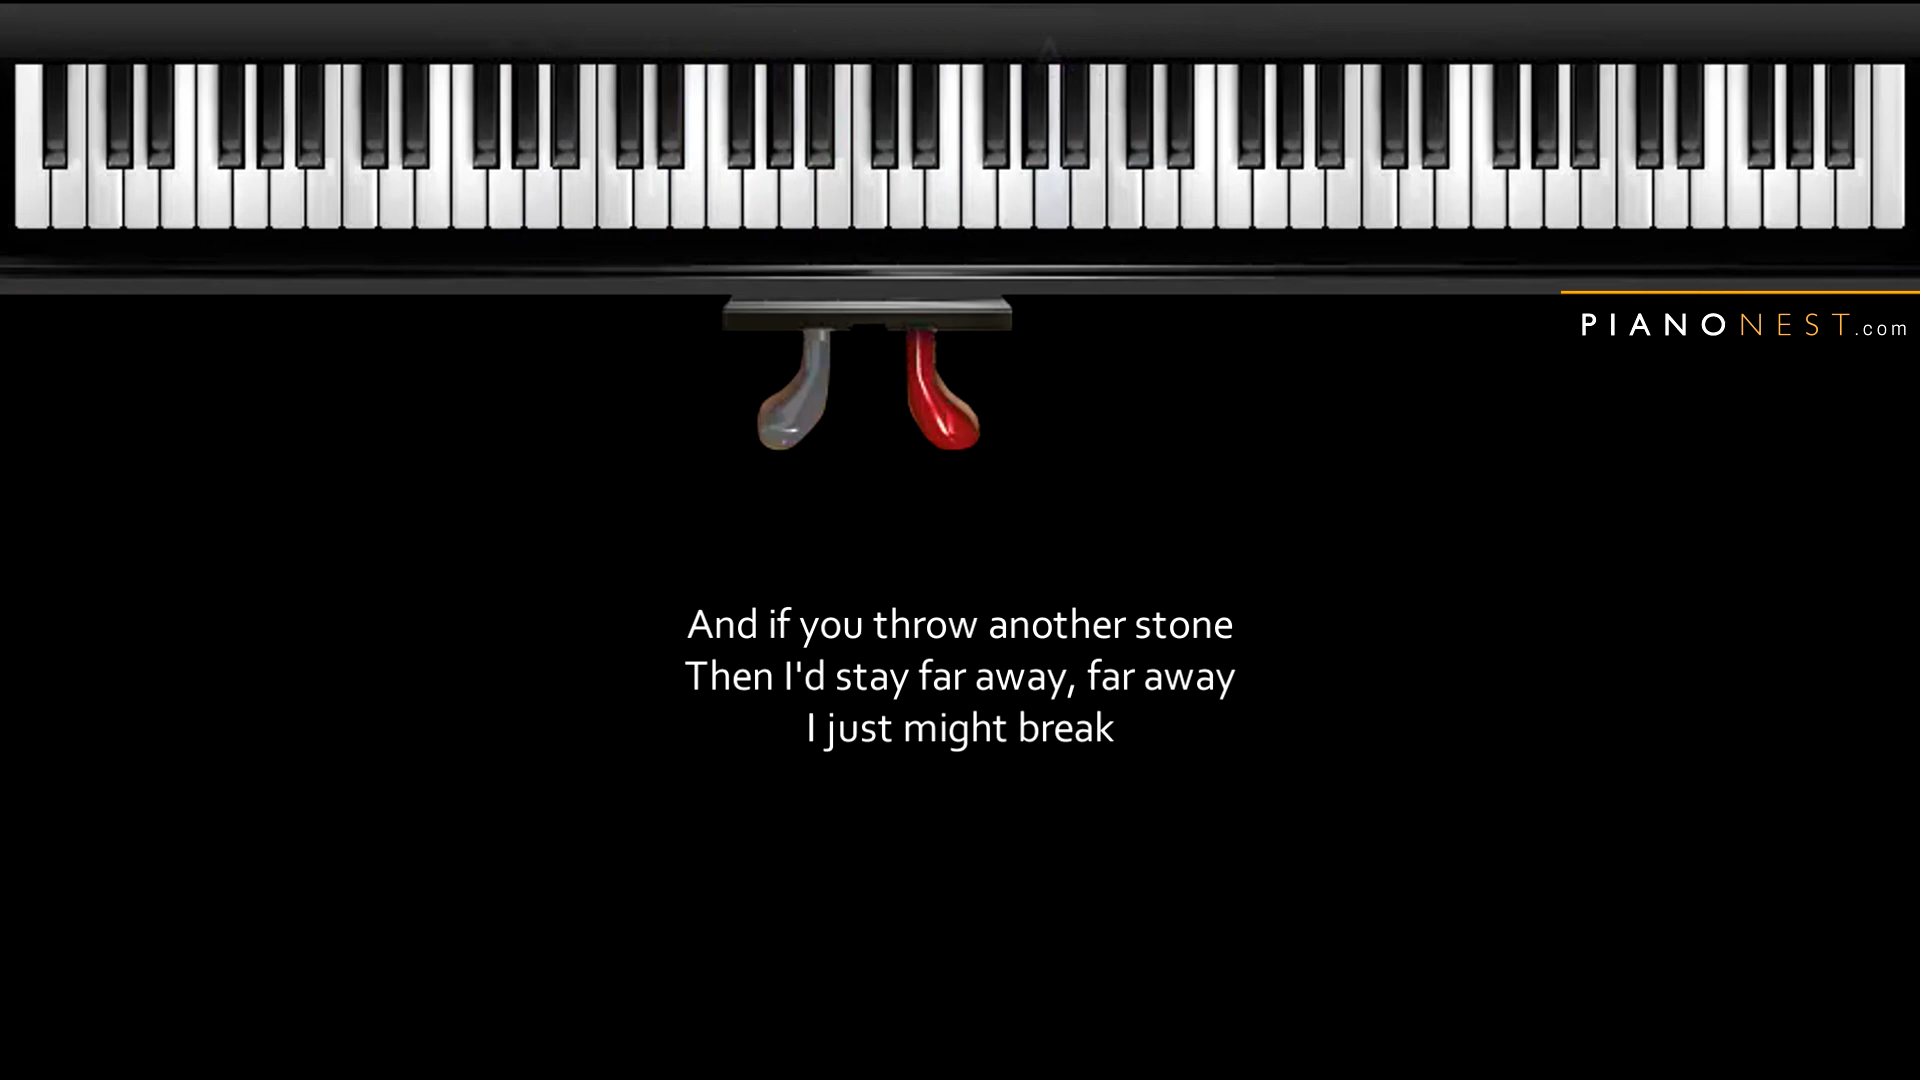 PIANONEST.com
And if you throw another stone
Then I'd stay far away, far away
I just might break